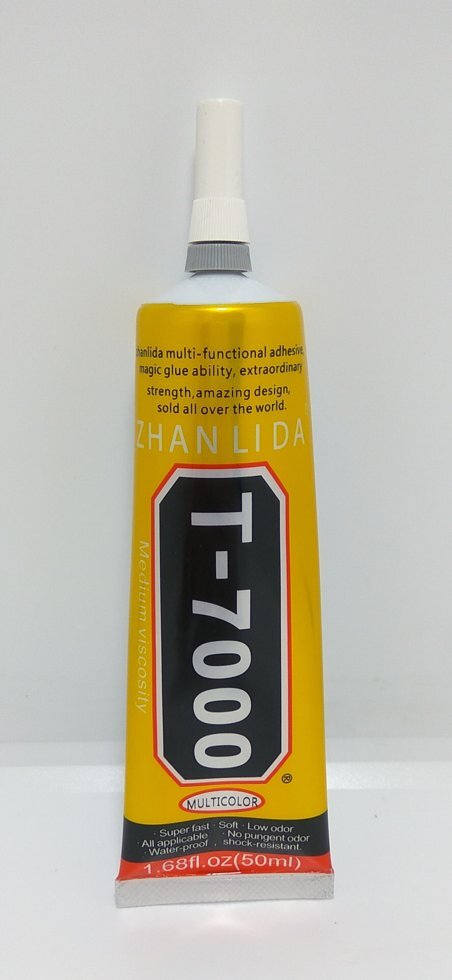 Zhanlida multi-functional adhesive,
magic glue ability, extraordinary
strength,amazing design,
sold all over the world.
ZHANLIDA
T-7000
Medium viscosity
®
MULTICOLOR
· Super fast · Soft · Low odor
· All applicable · No pungent odor
· Water-proof , shock-resistant.
1.68fl.oz(50ml)